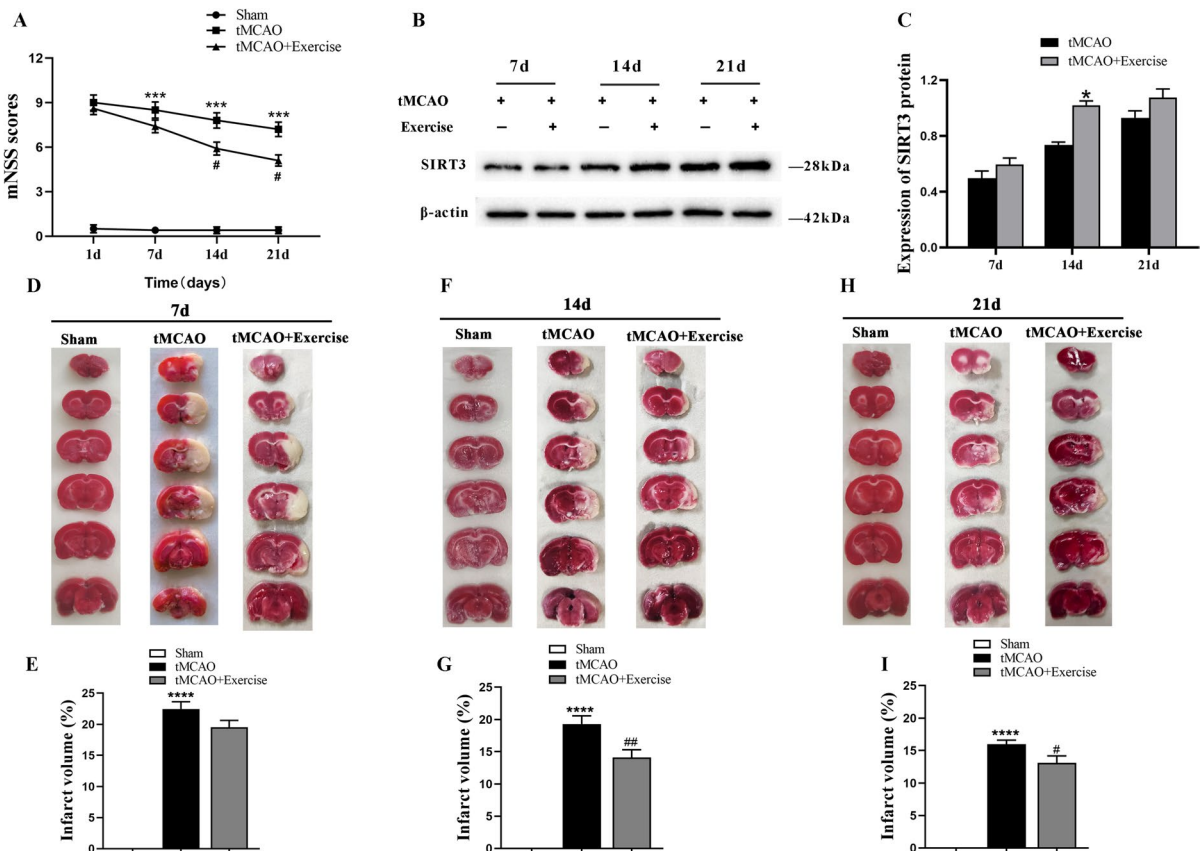 A
Sham
tMCAO
tMCAO+Exercise
mNSS scores
12
9
6
3
0
***
***
***
#
#
1d
7d
14d
21d
Time(days)
B
7d
14d
21d
tMCAO + + + + + +
Exercise — + — + — +
SIRT3
—28kDa
β-actin
—42kDa
C
tMCAO
tMCAO+Exercise
Expression of SIRT3 protein
1.2
0.8
0.4
0.0
*
7d
14d
21d
D
7d
Sham
tMCAO
tMCAO+Exercise
F
14d
Sham
tMCAO
tMCAO+Exercise
H
21d
Sham
tMCAO
tMCAO+Exercise
E
Sham
tMCAO
tMCAO+Exercise
Infarct volume (%)
25
20
15
10
5
0
****
G
Sham
tMCAO
tMCAO+Exercise
Infarct volume (%)
25
20
15
10
5
0
****
##
I
Sham
tMCAO
tMCAO+Exercise
Infarct volume (%)
25
20
15
10
5
0
****
#